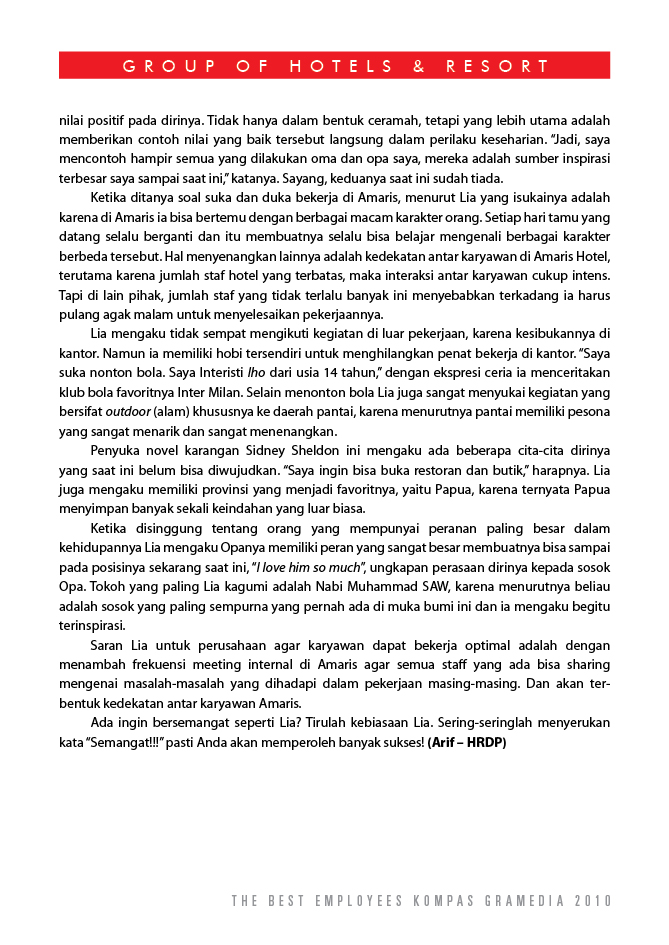 GROUP OF HOTELS & RESORT
nilai positif pada dirinya. Tidak hanya dalam bentuk ceramah, tetapi yang lebih utama adalah
memberikan contoh nilai yang baik tersebut langsung dalam perilaku keseharian. “Jadi, saya
mencontoh hampir semua yang dilakukan oma dan opa saya, mereka adalah sumber inspirasi
terbesar saya sampai saat ini,” katanya. Sayang, keduanya saat ini sudah tiada.
Ketika ditanya soal suka dan duka bekerja di Amaris, menurut Lia yang isukainya adalah
karena di Amaris ia bisa bertemu dengan berbagai macam karakter orang. Setiap hari tamu yang
datang selalu berganti dan itu membuatnya selalu bisa belajar mengenali berbagai karakter
berbeda tersebut. Hal menyenangkan lainnya adalah kedekatan antar karyawan di Amaris Hotel,
terutama karena jumlah staf hotel yang terbatas, maka interaksi antar karyawan cukup intens.
Tapi di lain pihak, jumlah staf yang tidak terlalu banyak ini menyebabkan terkadang ia harus
pulang agak malam untuk menyelesaikan pekerjaannya.
Lia mengaku tidak sempat mengikuti kegiatan di luar pekerjaan, karena kesibukannya di
kantor. Namun ia memiliki hobi tersendiri untuk menghilangkan penat bekerja di kantor. “Saya
suka nonton bola. Saya Interisti lho dari usia 14 tahun,” dengan ekspresi ceria ia menceritakan
klub bola favoritnya Inter Milan. Selain menonton bola Lia juga sangat menyukai kegiatan yang
bersifat outdoor (alam) khususnya ke daerah pantai, karena menurutnya pantai memiliki pesona
yang sangat menarik dan sangat menenangkan.
Penyuka novel karangan Sidney Sheldon ini mengaku ada beberapa cita-cita dirinya
yang saat ini belum bisa diwujudkan. “Saya ingin bisa buka restoran dan butik,” harapnya. Lia
juga mengaku memiliki provinsi yang menjadi favoritnya, yaitu Papua, karena ternyata Papua
menyimpan banyak sekali keindahan yang luar biasa.
Ketika disinggung tentang orang yang mempunyai peranan paling besar dalam
kehidupannya Lia mengaku Opanya memiliki peran yang sangat besar membuatnya bisa sampai
pada posisinya sekarang saat ini, “I love him so much”, ungkapan perasaan dirinya kepada sosok
Opa. Tokoh yang paling Lia kagumi adalah Nabi Muhammad SAW, karena menurutnya beliau
adalah sosok yang paling sempurna yang pernah ada di muka bumi ini dan ia mengaku begitu
terinspirasi.
Saran Lia untuk perusahaan agar karyawan dapat bekerja optimal adalah dengan
menambah frekuensi meeting internal di Amaris agar semua staff yang ada bisa sharing
mengenai masalah-masalah yang dihadapi dalam pekerjaan masing-masing. Dan akan ter-
bentuk kedekatan antar karyawan Amaris.
Ada ingin bersemangat seperti Lia? Tirulah kebiasaan Lia. Sering-seringlah menyerukan
kata “Semangat!!!” pasti Anda akan memperoleh banyak sukses! (Arif – HRDP)
THE BEST EMPLOYEES KOMPAS GRAMEDIA 2010